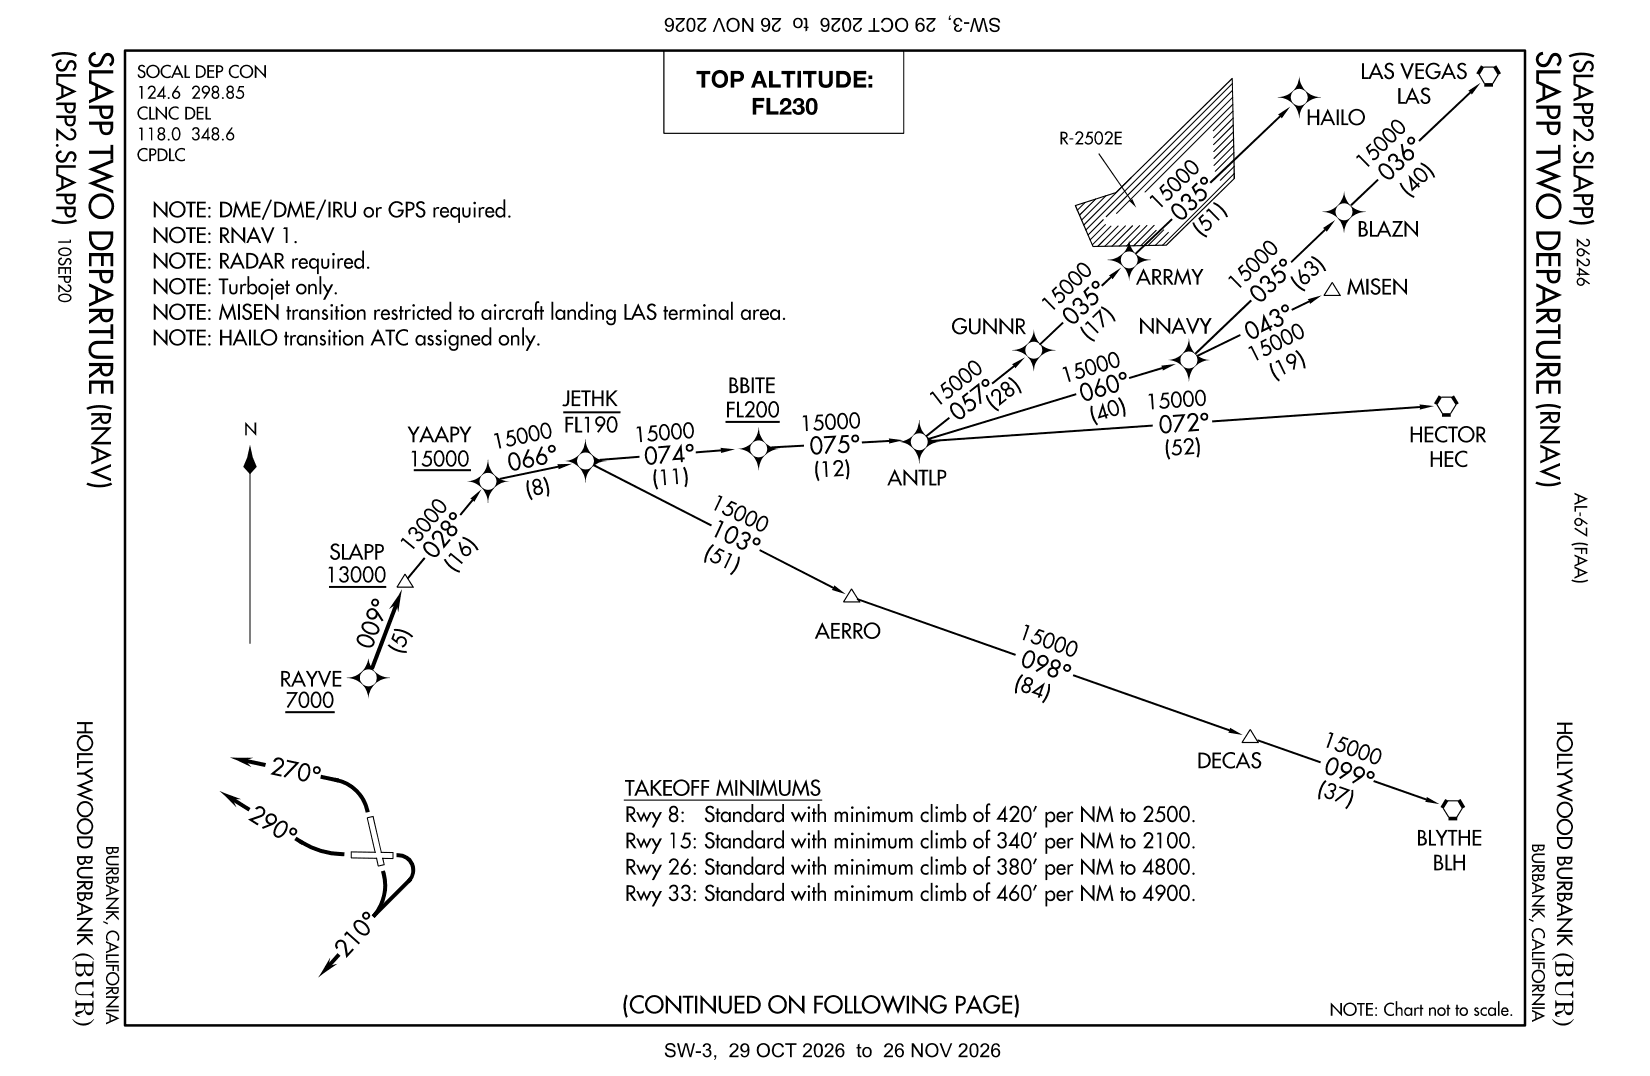 SW-3, 29 OCT 2026 to 26 NOV 2026
(SLAPP2.SLAPP) 10SEP20
SLAPP TWO DEPARTURE (RNAV)
HOLLYWOOD BURBANK (BUR)
BURBANK, CALIFORNIA
SOCAL DEP CON
124.6 298.85
CLNC DEL
118.0 348.6
CPDLC
TOP ALTITUDE:
FL230
NOTE: DME/DME/IRU or GPS required.
NOTE: RNAV 1.
NOTE: RADAR required.
NOTE: Turbojet only.
NOTE: MISEN transition restricted to aircraft landing LAS terminal area.
NOTE: HAILO transition ATC assigned only.
R-2502E
HAILO
15000
035°
(51)
LAS VEGAS
LAS
15000
036°
(40)
BLAZN
ARRMY
15000
035°
(17)
GUNNR
15000
035°
(63)
MISEN
NNAVY
043°
15000
(19)
15000
057°
(28)
15000
060°
(40)
15000
072°
(52)
HECTOR
HEC
N
YAAPY
15000
JETHK
FL190
BBITE
FL200
15000
066°
(8)
15000
074°
(11)
15000
075°
(12)
ANTLP
13000
028°
(16)
SLAPP
13000
009°
(5)
RAYVE
7000
15000
103°
(51)
AERRO
15000
098°
(84)
DECAS
15000
099°
(37)
BLYTHE
BLH
270°
290°
210°
TAKEOFF MINIMUMS
Rwy 8: Standard with minimum climb of 420' per NM to 2500.
Rwy 15: Standard with minimum climb of 340' per NM to 2100.
Rwy 26: Standard with minimum climb of 380' per NM to 4800.
Rwy 33: Standard with minimum climb of 460' per NM to 4900.
(CONTINUED ON FOLLOWING PAGE)
NOTE: Chart not to scale.
(SLAPP2.SLAPP) 26246
SLAPP TWO DEPARTURE (RNAV)
AL-67 (FAA)
HOLLYWOOD BURBANK (BUR)
BURBANK, CALIFORNIA
SW-3, 29 OCT 2026 to 26 NOV 2026